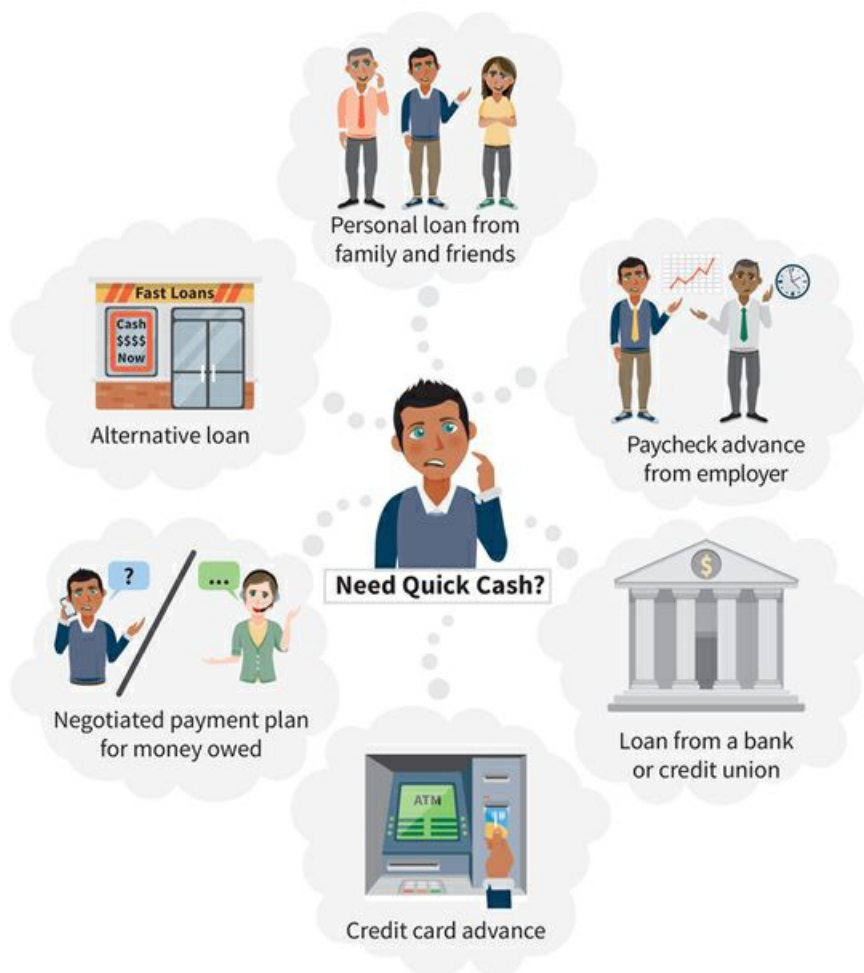 Personal loan from
family and friends
Fast Loans
Cash
$$$$
Now
Alternative loan
Paycheck advance
from employer
Need Quick Cash?
?
...
Negotiated payment plan
for money owed
$
Loan from a bank
or credit union
ATM
Credit card advance